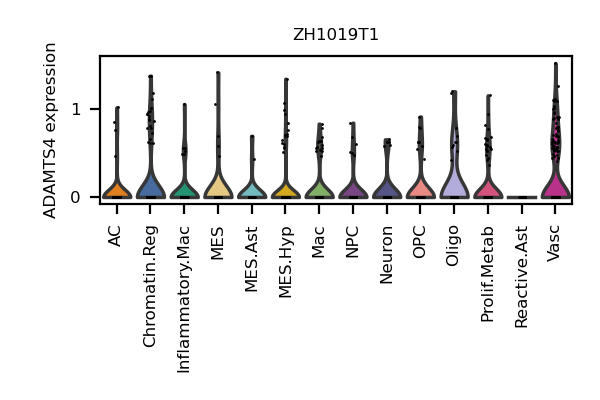 ZH1019T1
ADAMTS4 expression
1
0
AC
Chromatin.Reg
Inflammatory.Mac
MES
MES.Ast
MES.Hyp
Mac
NPC
Neuron
OPC
Oligo
Prolif.Metab
Reactive.Ast
Vasc